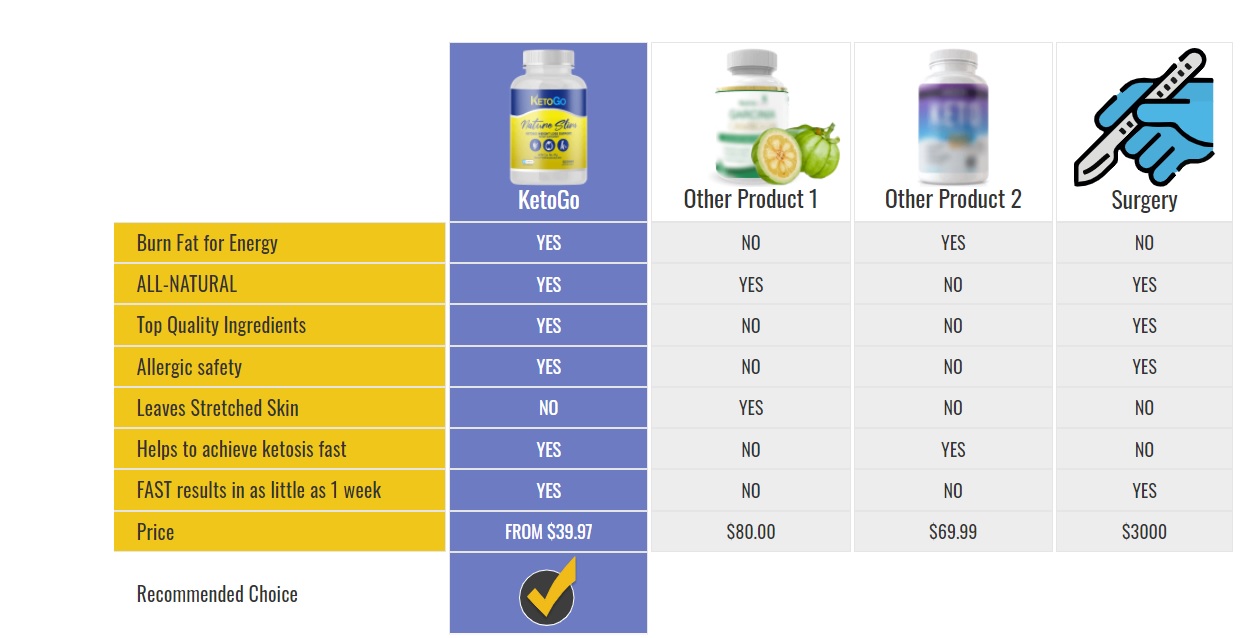 KETOGO
Nature Slim
KetoGo
Other Product 1
Other Product 2
Surgery
Burn Fat for Energy YES NO YES NO
ALL-NATURAL YES YES NO YES
Top Quality Ingredients YES NO NO YES
Allergic safety YES NO NO YES
Leaves Stretched Skin NO YES NO NO
Helps to achieve ketosis fast YES NO YES NO
FAST results in as little as 1 week YES NO NO YES
Price FROM $39.97 $80.00 $69.99 $3000
Recommended Choice